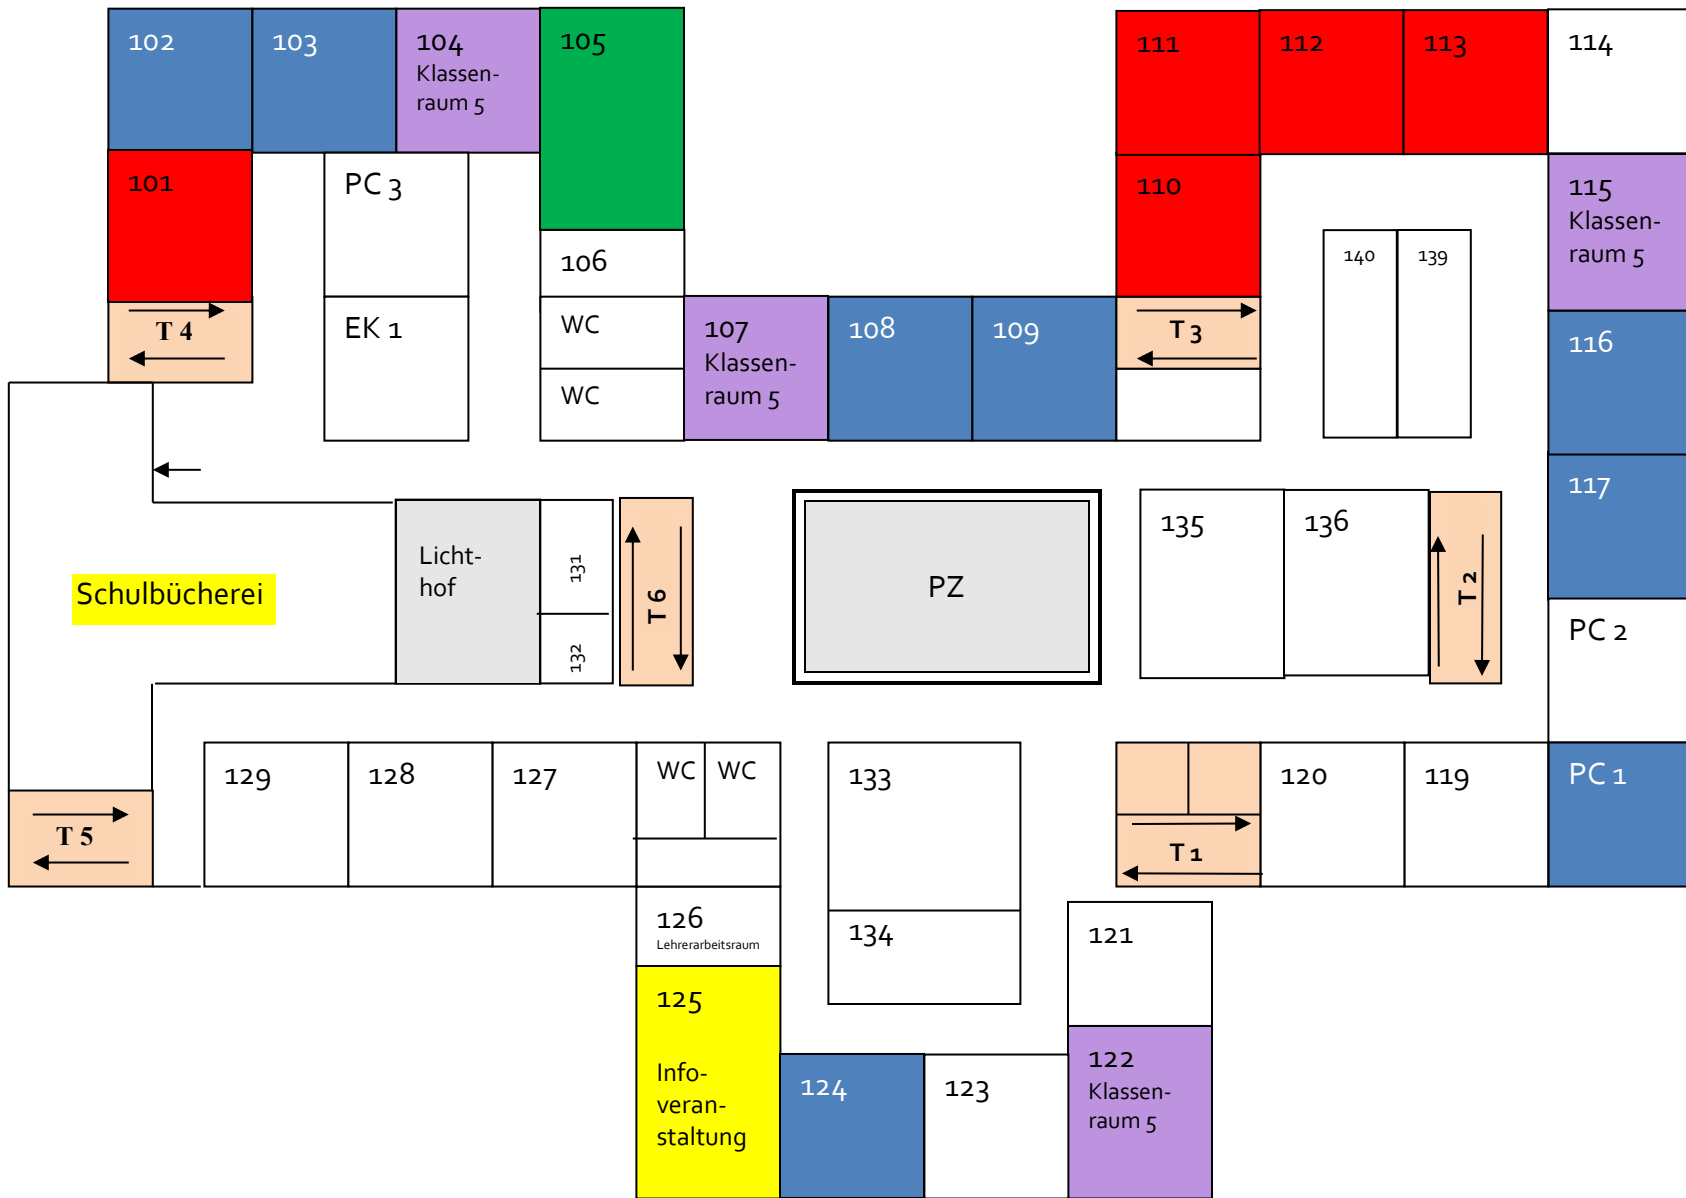 102
103
104
Klassen-
raum 5
105
111
112
113
114
101
PC 3
110
115
Klassen-
raum 5
106
140
139
T 4
EK 1
WC
107
Klassen-
raum 5
108
109
T 3
116
WC
117
135
136
Licht-
hof
131
132
T 6
PZ
T 2
Schulbücherei
PC 2
129
128
127
WC
WC
133
120
119
PC 1
T 5
T 1
126
Lehrerarbeitsraum
134
121
125
Info-
veran-
staltung
124
123
122
Klassen-
raum 5